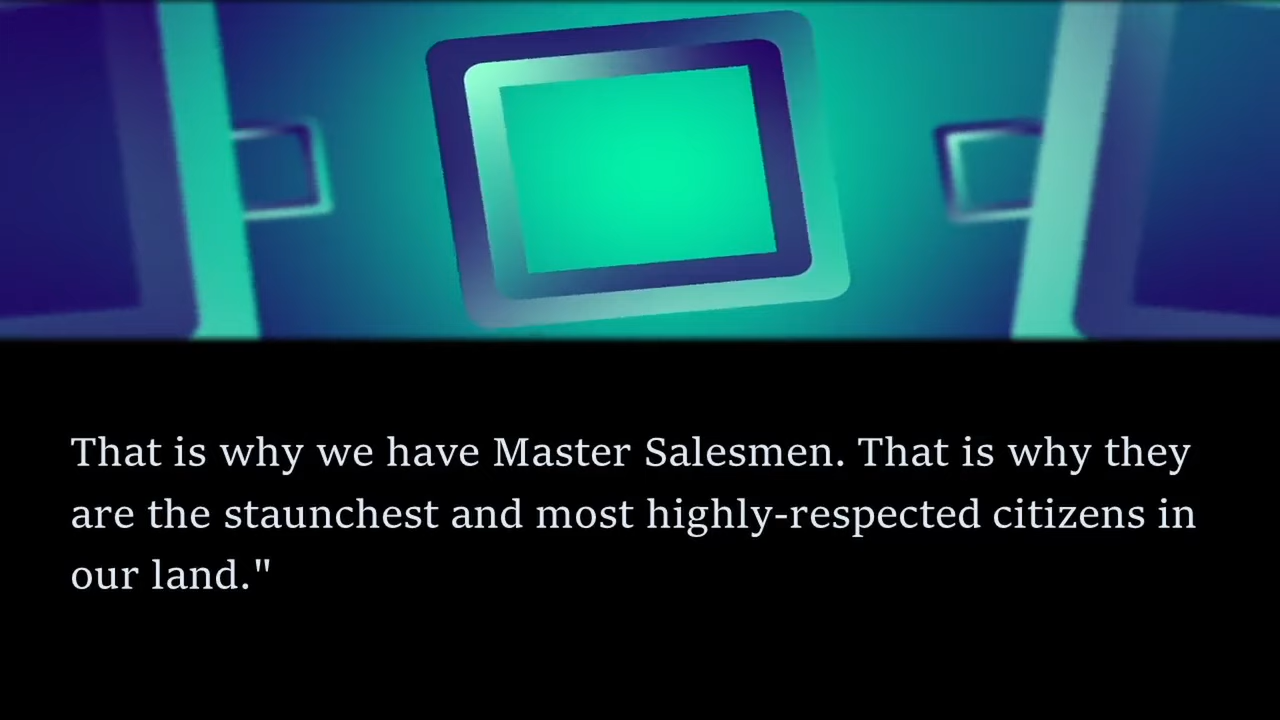 That is why we have Master Salesmen. That is why they
are the staunchest and most highly-respected citizens in
our land."